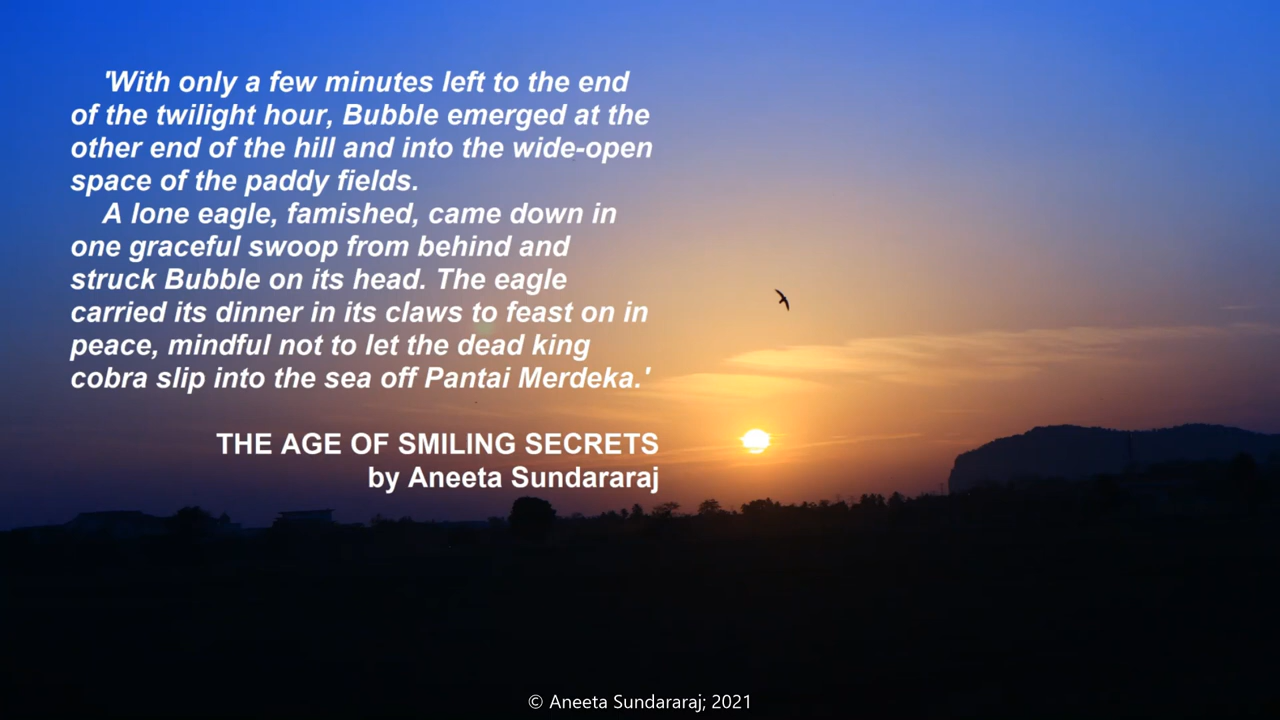 'With only a few minutes left to the end
of the twilight hour, Bubble emerged at the
other end of the hill and into the wide-open
space of the paddy fields.
A lone eagle, famished, came down in
one graceful swoop from behind and
struck Bubble on its head. The eagle
carried its dinner in its claws to feast on in
peace, mindful not to let the dead king
cobra slip into the sea off Pantai Merdeka.'
THE AGE OF SMILING SECRETS
by Aneeta Sundararaj
© Aneeta Sundararaj; 2021